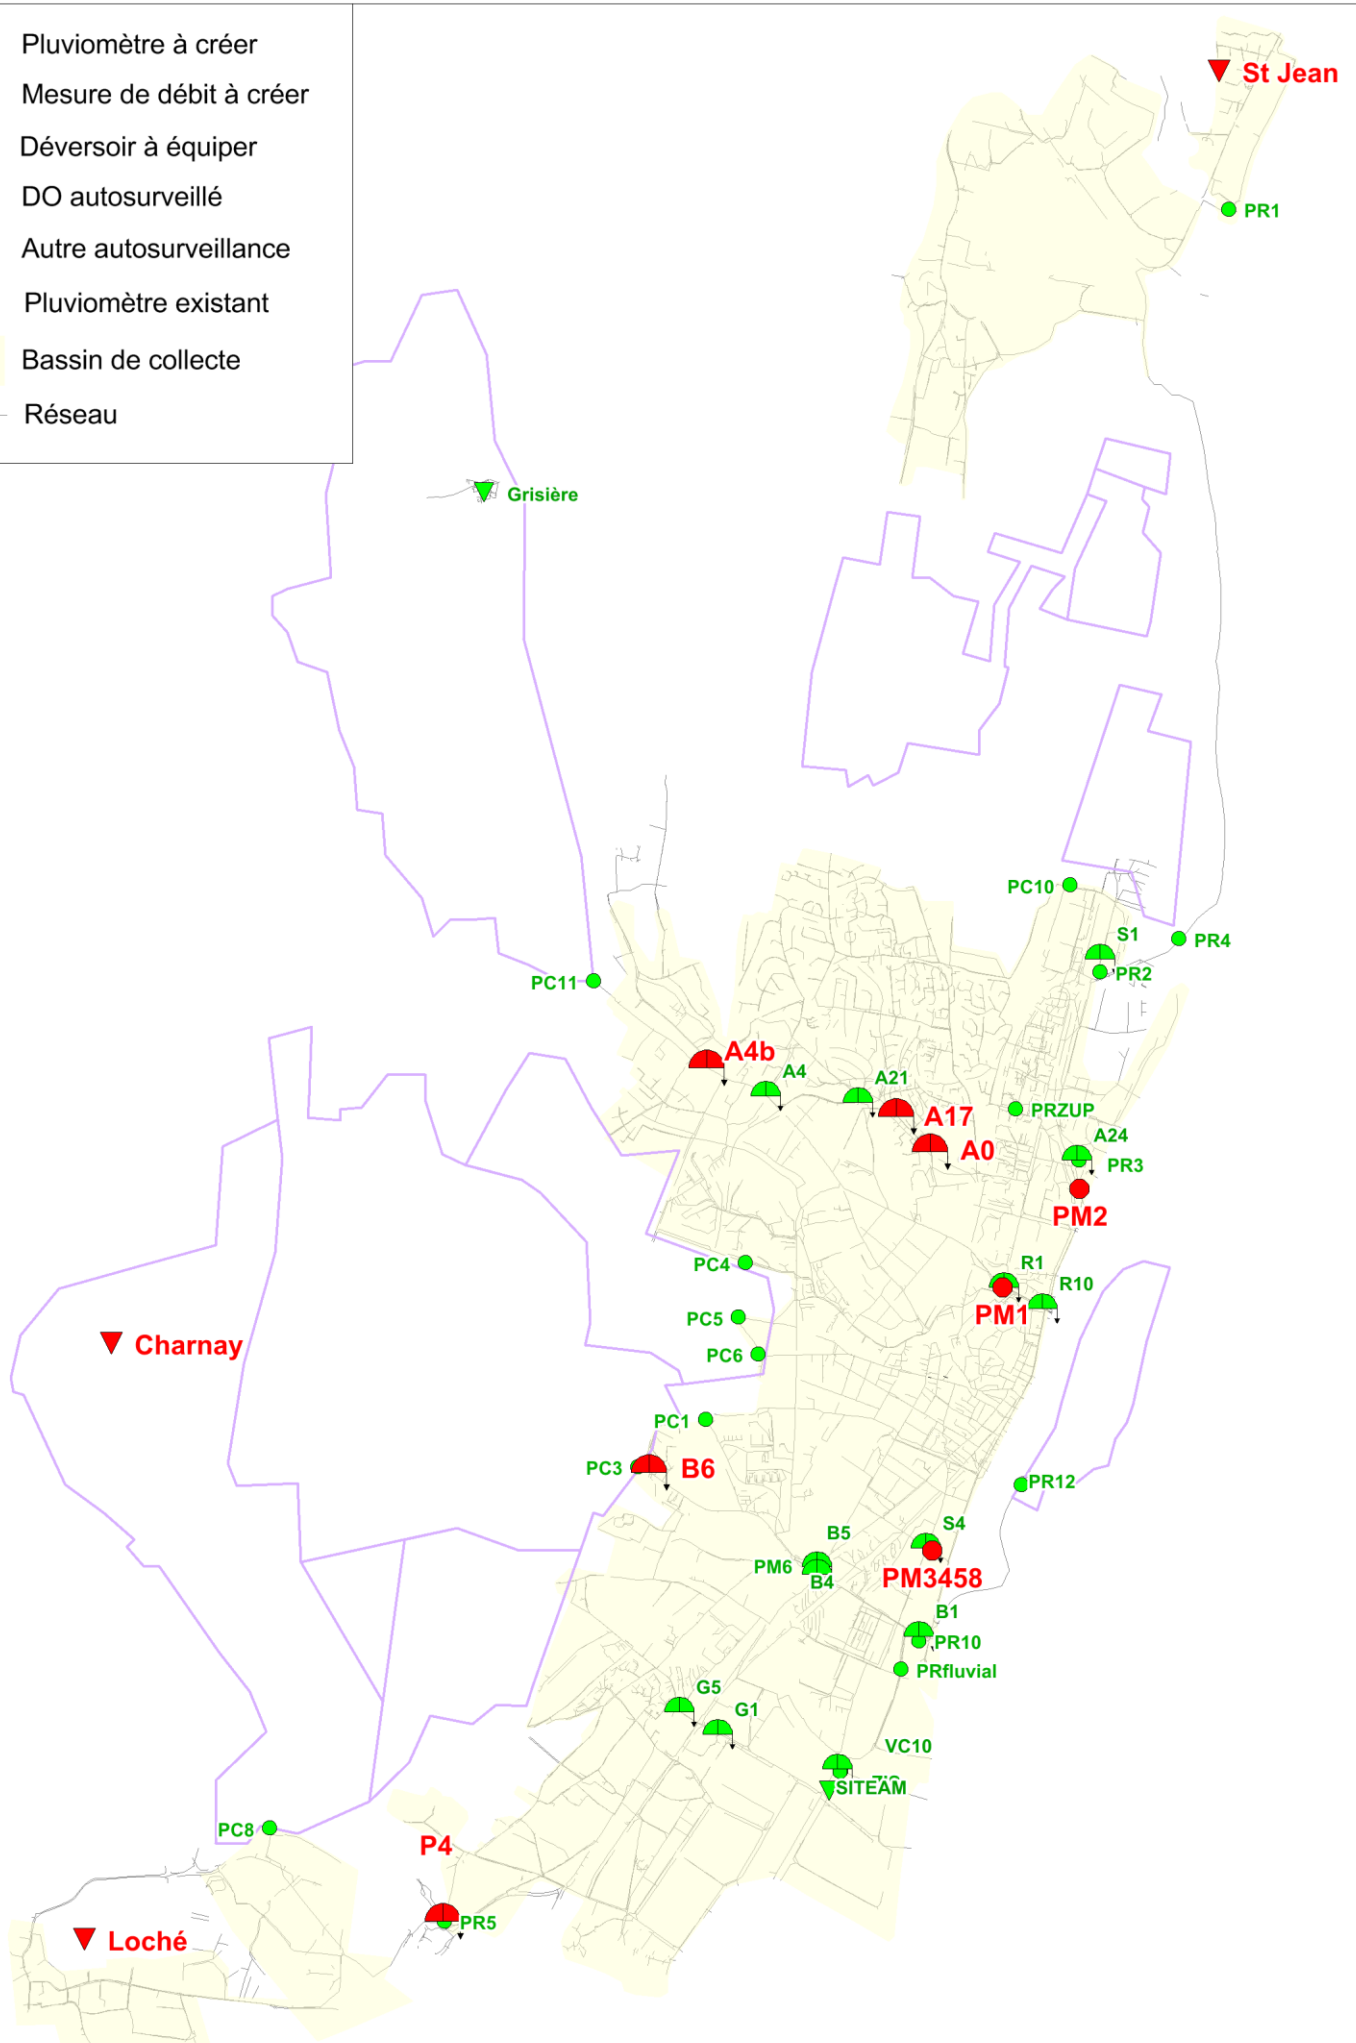 Pluviomètre à créer
Mesure de débit à créer
Déversoir à équiper
DO autosurveillé
Autre autosurveillance
Pluviomètre existant
Bassin de collecte
Réseau
St Jean
PR1
Grisière
PC10
S1
PR4
PR2
PC11
A4b
A4
A21
A17
PRZUP
A0
A24
PR3
PM2
PC4
R1
R10
PM1
PC5
Charnay
PC6
PC1
PC3
B6
PR12
S4
B5
PM6
B4
PM3458
B1
PR10
PRfluvial
G5
G1
VC10
SITEAM
PC8
P4
PR5
Loché